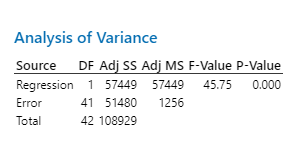 Analysis of Variance
Source DF Adj SS Adj MS F-Value P-Value
Regression 1 57449 57449 45.75 0.000
Error 41 51480 1256
Total 42 108929